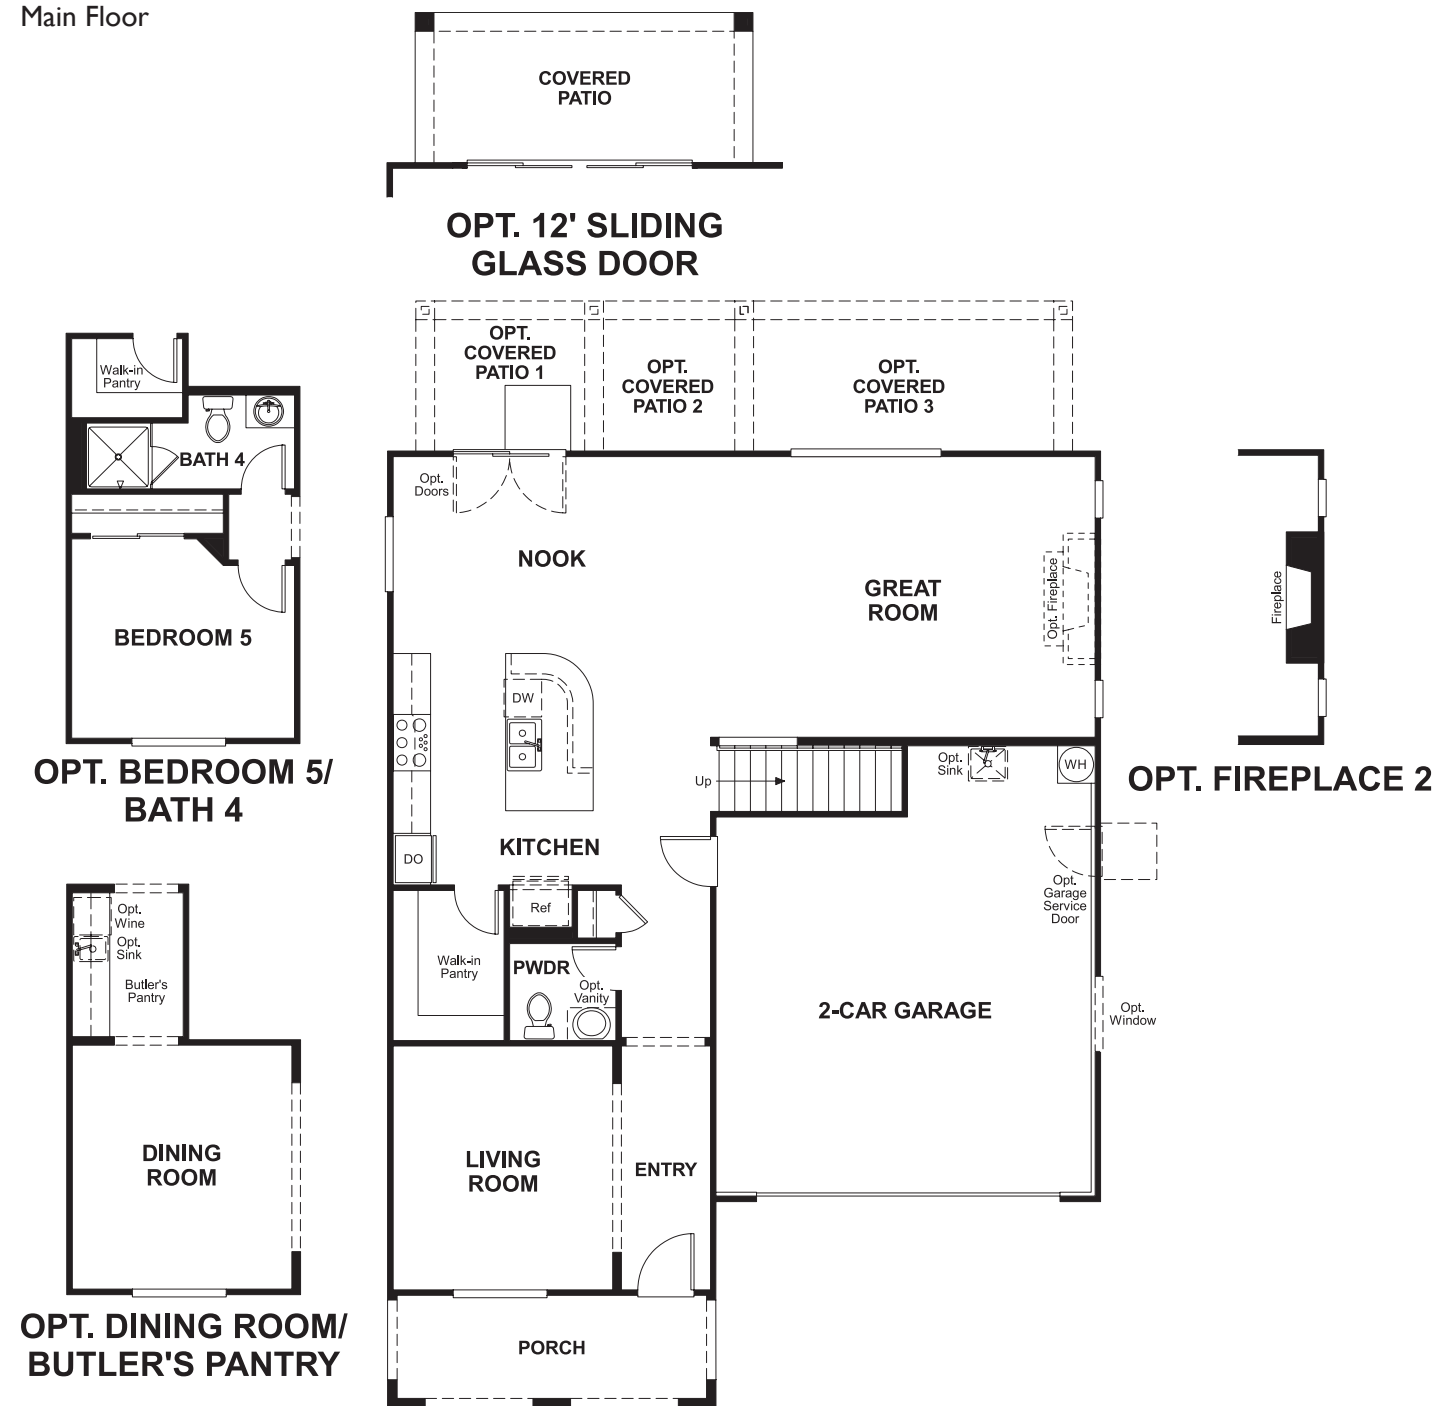 Main Floor
COVERED
PATIO
OPT. 12' SLIDING
GLASS DOOR
OPT.
COVERED
PATIO 1
OPT.
COVERED
PATIO 2
OPT.
COVERED
PATIO 3
Walk-in
Pantry
BATH 4
BEDROOM 5
OPT. BEDROOM 5/
BATH 4
Opt.
Doors
NOOK
GREAT
ROOM
Opt. Fireplace
Fireplace
OPT. FIREPLACE 2
DW
Up
Opt.
Sink
WH
DO
KITCHEN
Ref
Opt.
Garage
Service
Door
Walk-in
Pantry
PWDR
Opt.
Vanity
2-CAR GARAGE
Opt.
Window
Opt.
Wine
Opt.
Sink
Butler's
Pantry
DINING
ROOM
OPT. DINING ROOM/
BUTLER'S PANTRY
LIVING
ROOM
ENTRY
PORCH